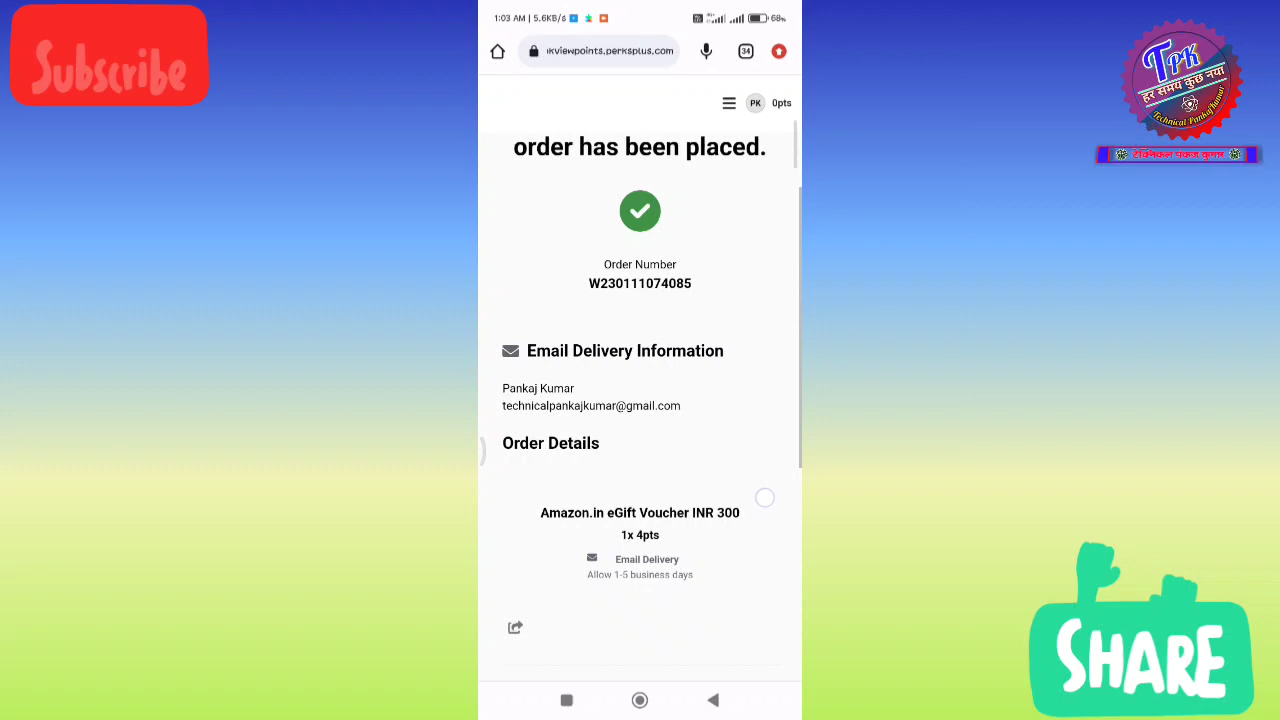 Subscribe
1:03 AM | 5.6KB/s
68%
kviewpoints.perksplus.com
34
PK
0pts
order has been placed.
Order Number
W230111074085
Email Delivery Information
Pankaj Kumar
technicalpankajkumar@gmail.com
Order Details
Amazon.in eGift Voucher INR 300
1x 4pts
Email Delivery
Allow 1-5 business days
TPK
हर समय कुछ नया
Technical PankajKumar
टेक्निकल पंकज कुमार
SHARE